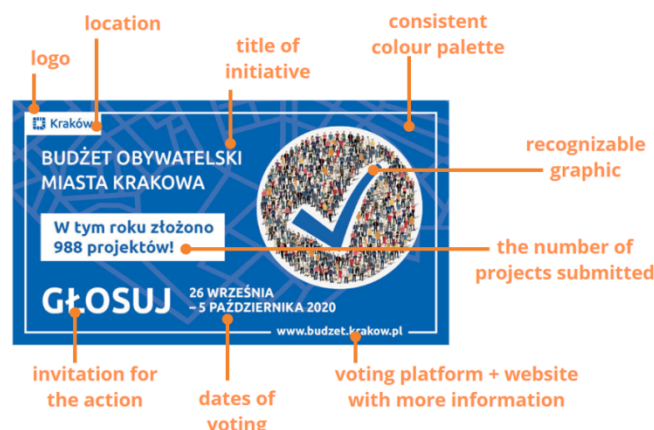 location
consistent
colour palette
logo
title of
initiative
Kraków
BUDŻET OBYWATELSKI
MIASTA KRAKOWA
recognizable
graphic
W tym roku złożono
988 projektów!
the number of
projects submitted
GŁOSUJ
26 WRZEŚNIA
– 5 PAŹDZIERNIKA 2020
www.budzet.krakow.pl
invitation for
the action
dates of
voting
voting platform + website
with more information